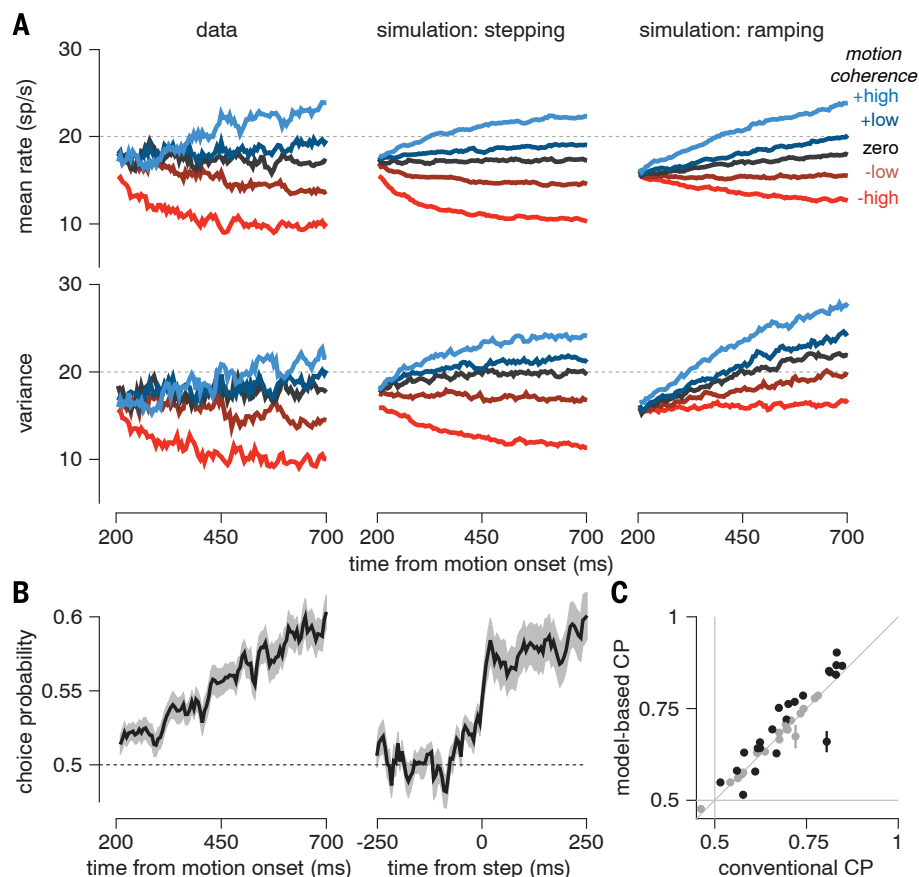 A
data
simulation: stepping
simulation: ramping
motion
coherence
+high
+low
zero
-low
-high
mean rate (sp/s)
30
20
10
variance
30
20
10
200 450 700
200 450 700
200 450 700
time from motion onset (ms)
B
choice probability
0.6
0.55
0.5
200 450 700
time from motion onset (ms)
-250 0 250
time from step (ms)
C
model-based CP
1
0.75
0.5
0.5 0.75 1
conventional CP